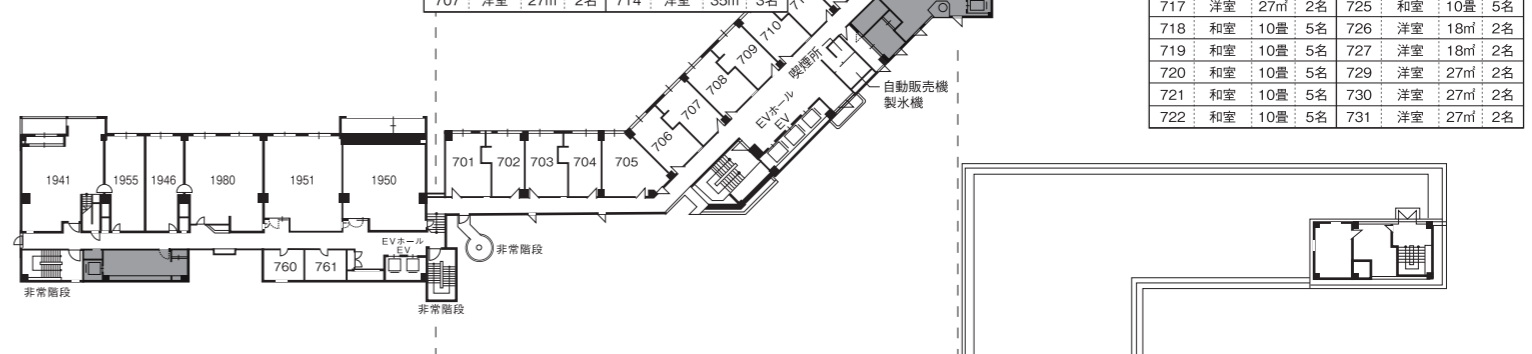 707 洋室 27㎡ 2名 714 洋室 35㎡ 3名
717 洋室 27㎡ 2名 725 和室 10畳 5名
718 和室 10畳 5名 726 洋室 18㎡ 2名
719 和室 10畳 5名 727 洋室 18㎡ 2名
720 和室 10畳 5名 729 洋室 27㎡ 2名
721 和室 10畳 5名 730 洋室 27㎡ 2名
722 和室 10畳 5名 731 洋室 27㎡ 2名
710
709
708
707
706
喫煙所
自動販売機
製氷機
EVホール
EV
701
702
703
704
705
1941
1955
1946
1980
1951
1950
EVホール
EV
非常階段
760
761
非常階段
非常階段